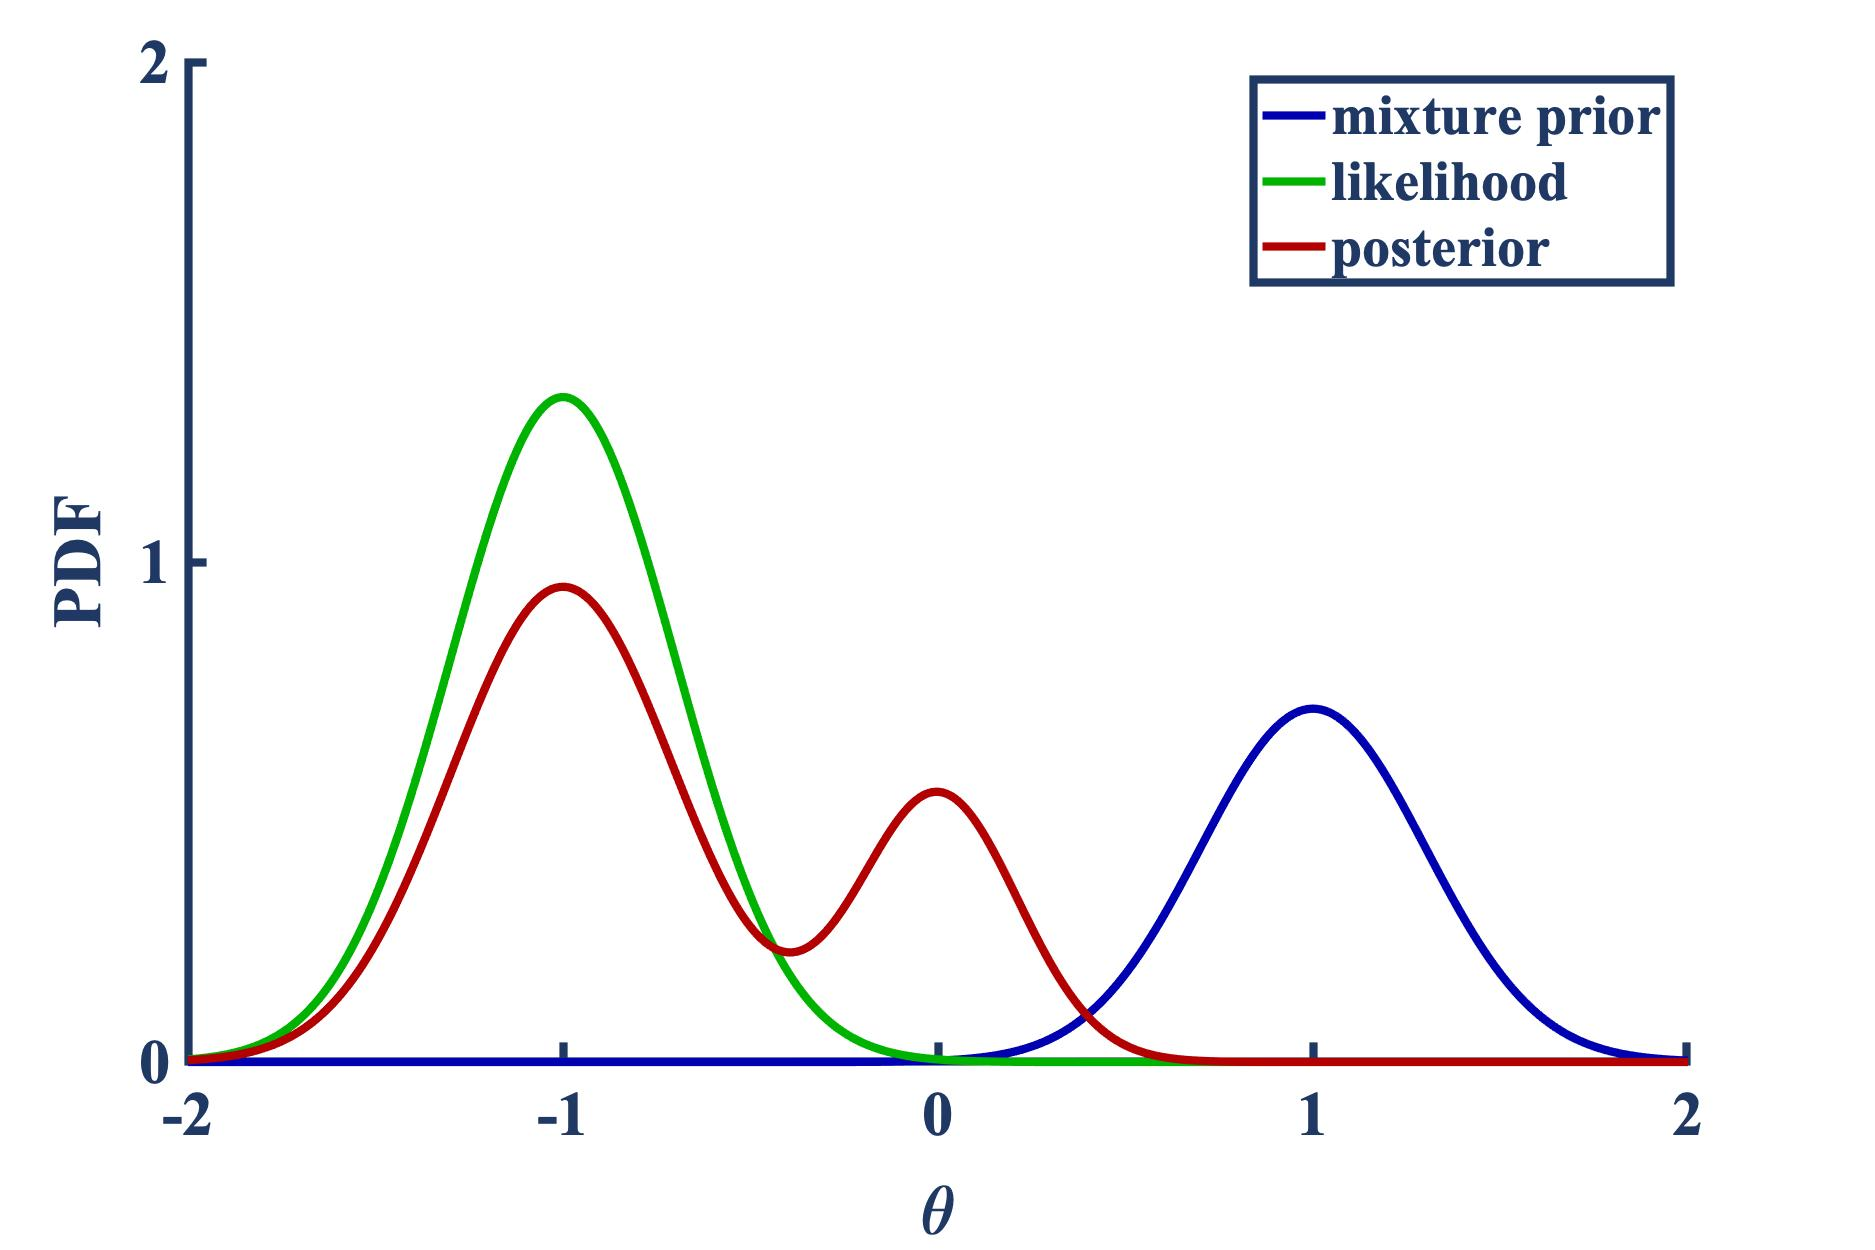 2
mixture prior
likelihood
posterior
PDF
1
0
-2
-1
0
1
2
θ